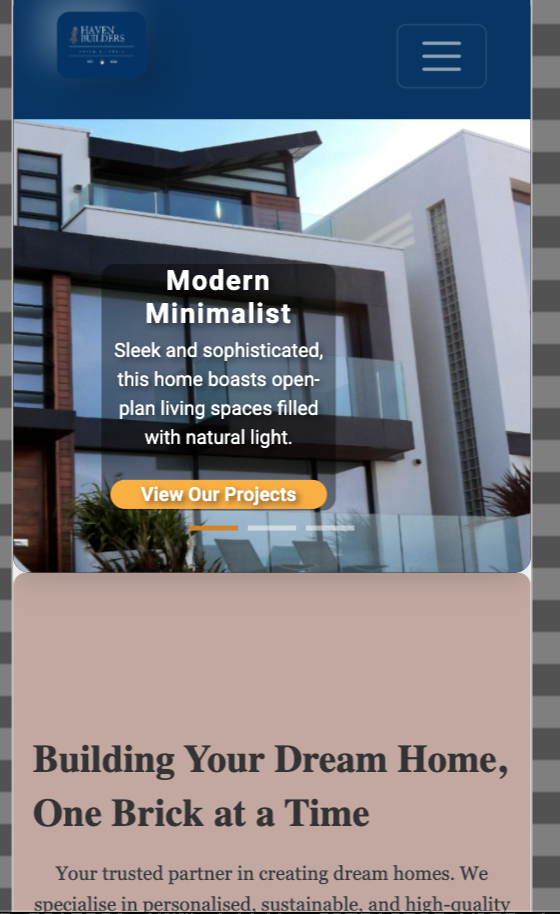 HAVEN
BUILDERS
Modern
Minimalist
Sleek and sophisticated,
this home boasts open-
plan living spaces filled
with natural light.
View Our Projects
Building Your Dream Home,
One Brick at a Time
Your trusted partner in creating dream homes. We
specialise in personalised, sustainable, and high-quality